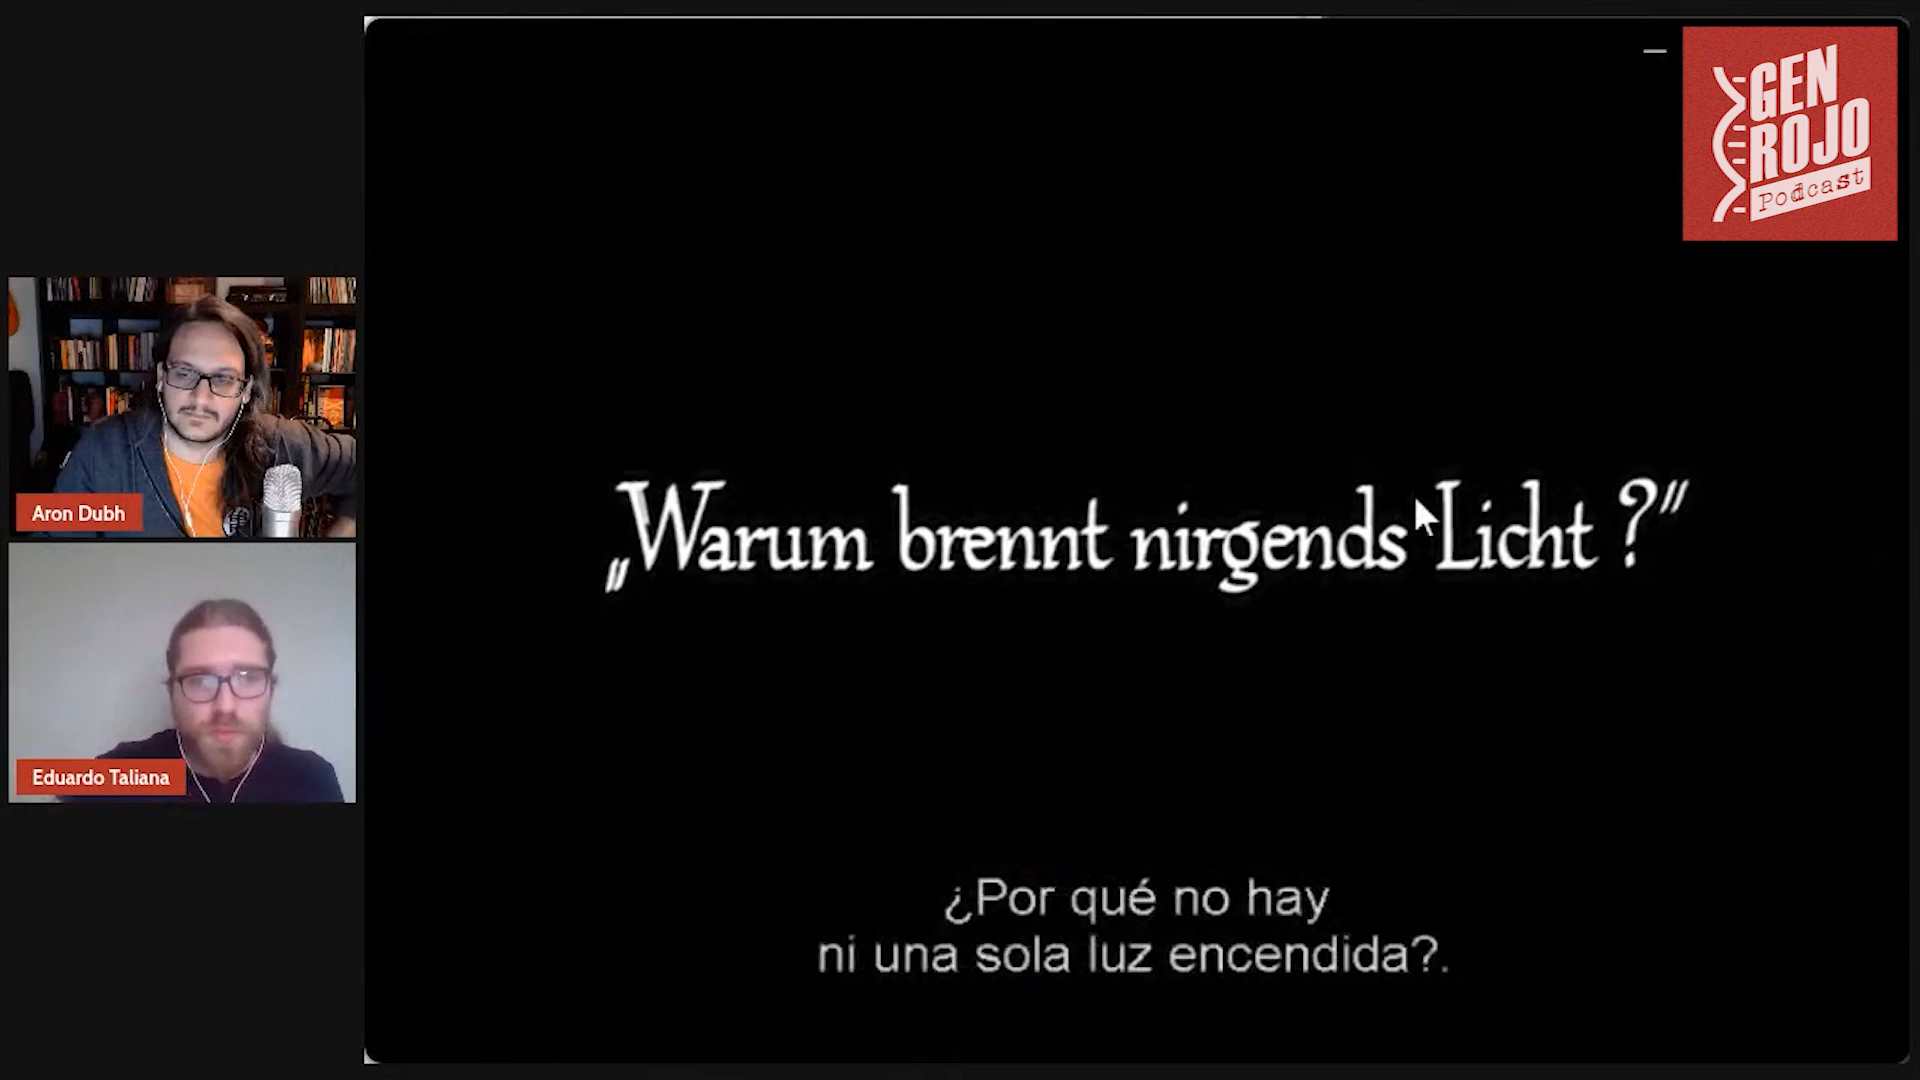 GEN
ROJO
Podcast
Aron Dubh
„Warum brennt nirgends Licht ?”
Eduardo Taliana
¿Por qué no hay
ni una sola luz encendida?.